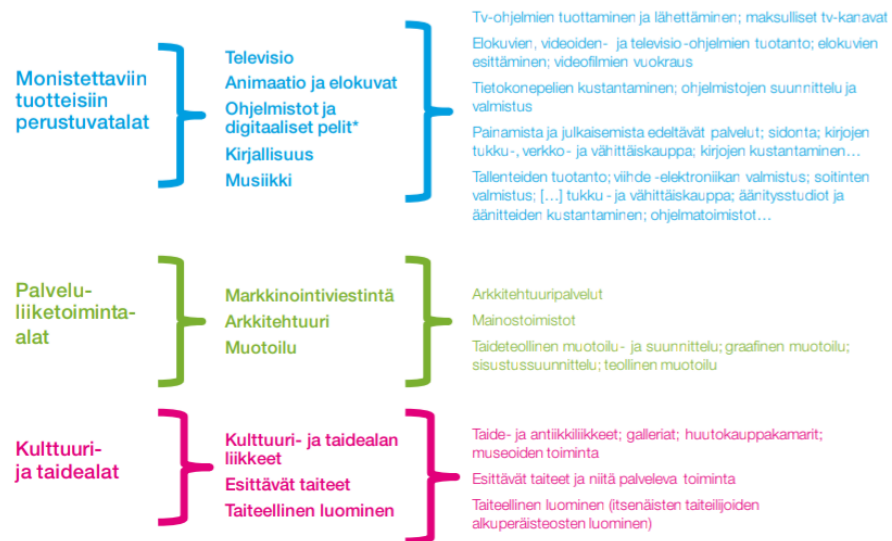 Monistettaviin
tuotteisiin
perustuvatalat
Televisio
Animaatio ja elokuvat
Ohjelmistot ja
digitaaliset pelit*
Kirjallisuus
Musiikki
Tv-ohjelmien tuottaminen ja lähettäminen; maksulliset tv-kanavat
Elokuvien, videoiden- ja televisio-ohjelmien tuotanto; elokuvien
esittäminen; videofilmien vuokraus
Tietokonepelien kustantaminen; ohjelmistojen suunnittelu ja
valmistus
Painamista ja julkaisemista edeltävät palvelut; sidonta; kirjojen
tukku-, verkko- ja vähittäiskauppa; kirjojen kustantaminen…
Tallenteiden tuotanto; viihde -elektroniikan valmistus; soitinten
valmistus; […] tukku - ja vähittäiskauppa; äänitysstudiot ja
äänitteiden kustantaminen; ohjelmatoimistot…
Palvelu-
liiketoiminta-
alat
Markkinointiviestintä
Arkkitehtuuri
Muotoilu
Arkkitehtuuripalvelut
Mainostoimistot
Taideteollinen muotoilu- ja suunnittelu; graafinen muotoilu;
sisustussuunnittelu; teollinen muotoilu
Kulttuuri-
ja taidealat
Kulttuuri- ja taidealan
liikkeet
Esittävät taiteet
Taiteellinen luominen
Taide- ja antiikkiliikkeet; galleriat; huutokauppakamarit;
museoiden toiminta
Esittävät taiteet ja niitä palveleva toiminta
Taiteellinen luominen (itsenäisten taiteilijoiden
alkuperäisteosten luominen)